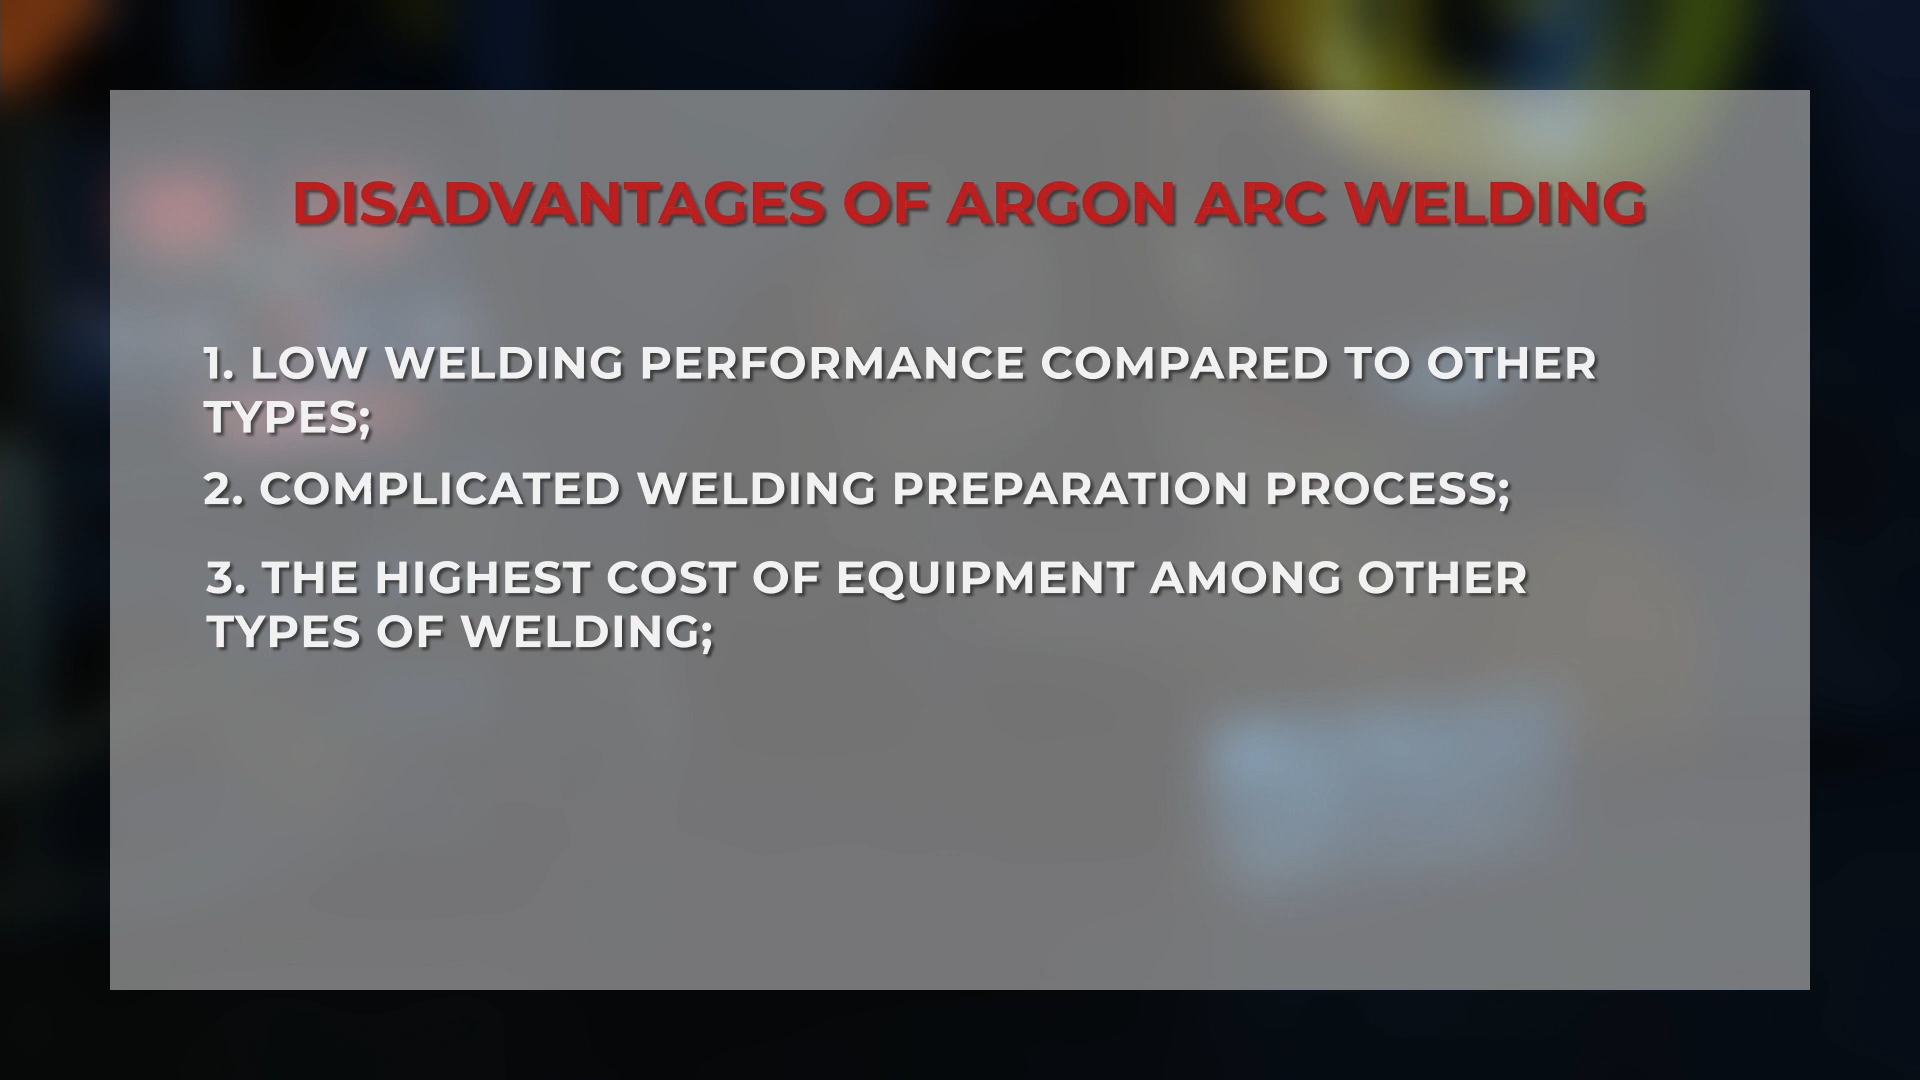 DISADVANTAGES OF ARGON ARC WELDING
1. LOW WELDING PERFORMANCE COMPARED TO OTHER
TYPES;
2. COMPLICATED WELDING PREPARATION PROCESS;
3. THE HIGHEST COST OF EQUIPMENT AMONG OTHER
TYPES OF WELDING;